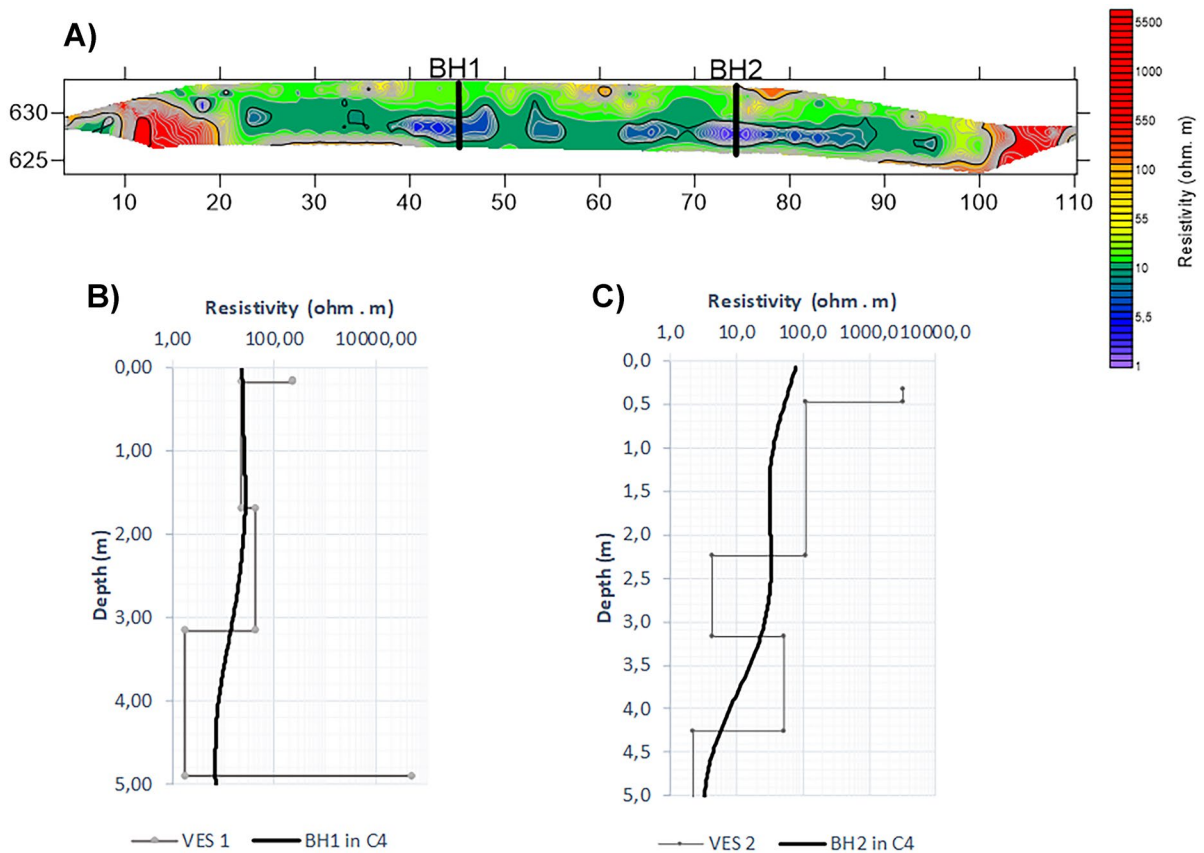 A)
BH1 BH2
630
625
10 20 30 40 50 60 70 80 90 100 110
5500
1000
550
100
55
10
5,5
1
Resistivity (ohm. m)
B)
Resistivity (ohm . m)
1,00 100,00 10000,00
0,00
1,00
2,00
3,00
4,00
5,00
Depth (m)
VES 1 BH1 in C4
C)
Resistivity (ohm . m)
1,0 10,0 100,0 1000,0 10000,0
0,0
0,5
1,0
1,5
2,0
2,5
3,0
3,5
4,0
4,5
5,0
Depth (m)
VES 2 BH2 in C4